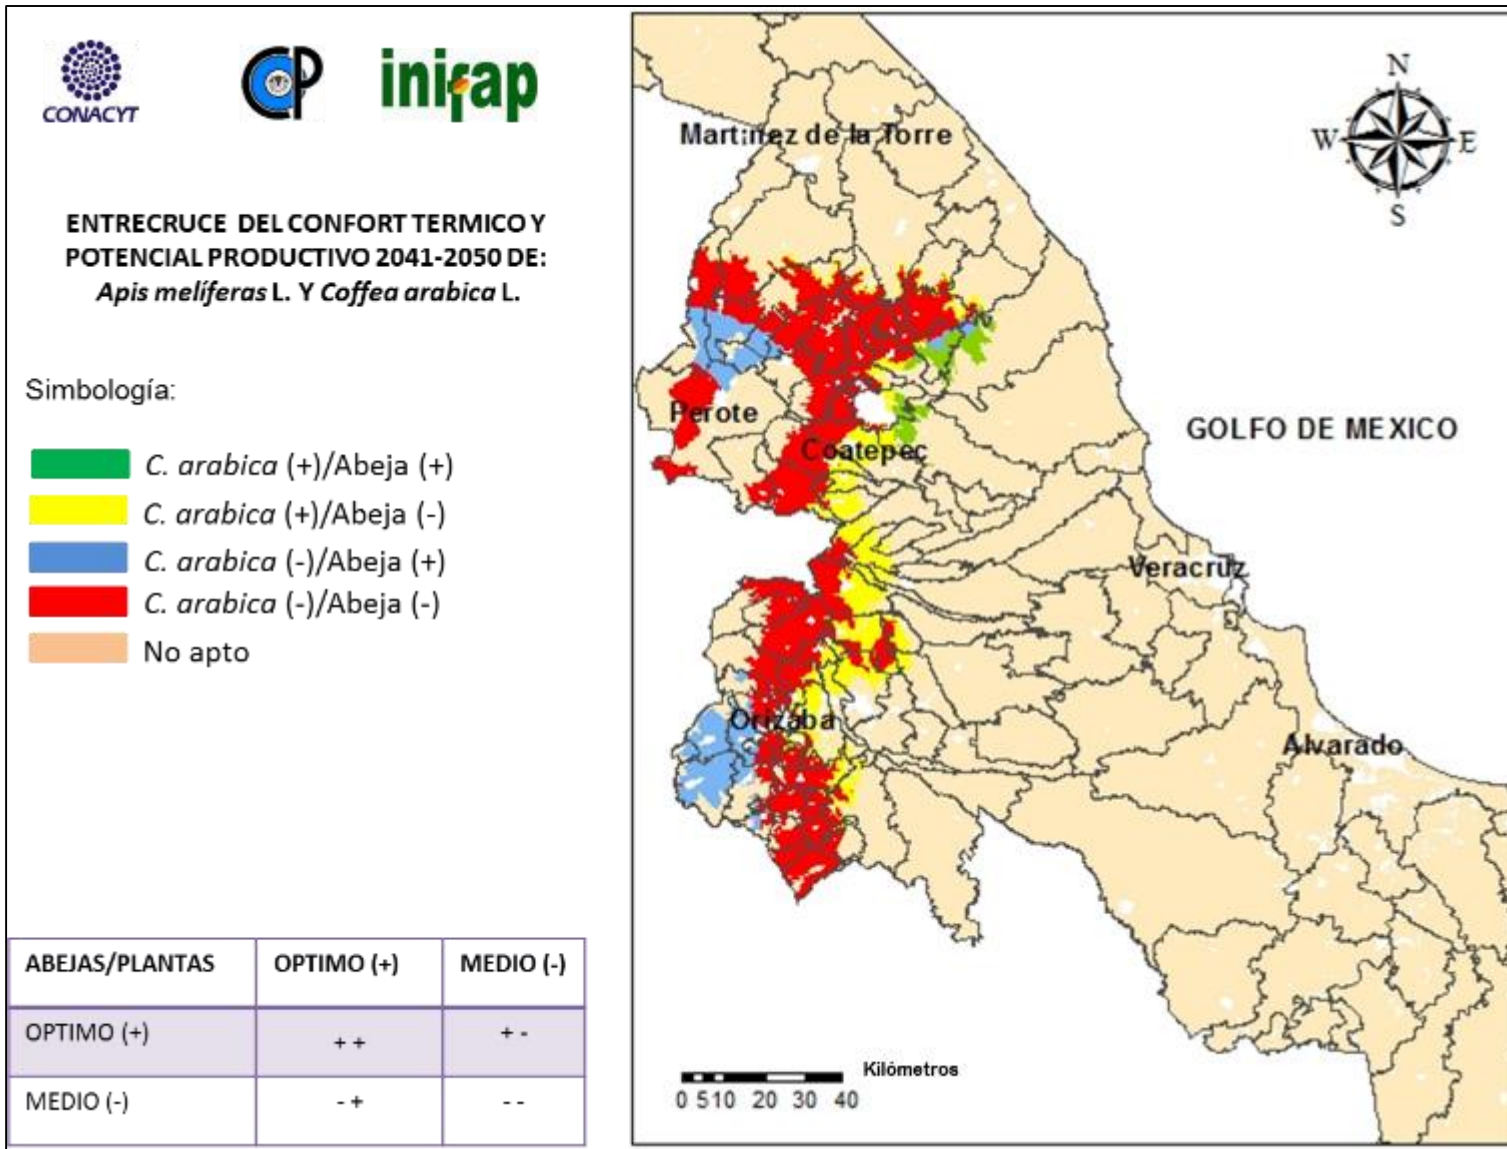 CONACYT
CP
inifap
ENTRECRUCE DEL CONFORT TERMICO Y
POTENCIAL PRODUCTIVO 2041-2050 DE:
Apis melíferas L. Y Coffea arabica L.
Simbología:
C. arabica (+)/Abeja (+)
C. arabica (+)/Abeja (-)
C. arabica (-)/Abeja (+)
C. arabica (-)/Abeja (-)
No apto
ABEJAS/PLANTAS OPTIMO (+) MEDIO (-)
OPTIMO (+) + + + -
MEDIO (-) - + - -
N
W E
S
Martinez de la Torre
Perote
Coatepec
GOLFO DE MEXICO
Veracruz
Orizaba
Alvarado
Kilómetros
0 5 10 20 30 40